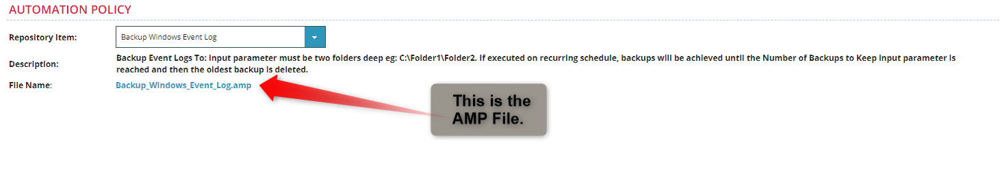 AUTOMATION POLICY
Repository Item:
Backup Windows Event Log
Description:
Backup Event Logs To: input parameter must be two folders deep eg: C:\Folder1\Folder2. If executed on recurring schedule, backups will be achieved until the Number of Backups to Keep input parameter is
reached and then the oldest backup is deleted.
File Name:
Backup_Windows_Event_Log.amp
This is the
AMP File.